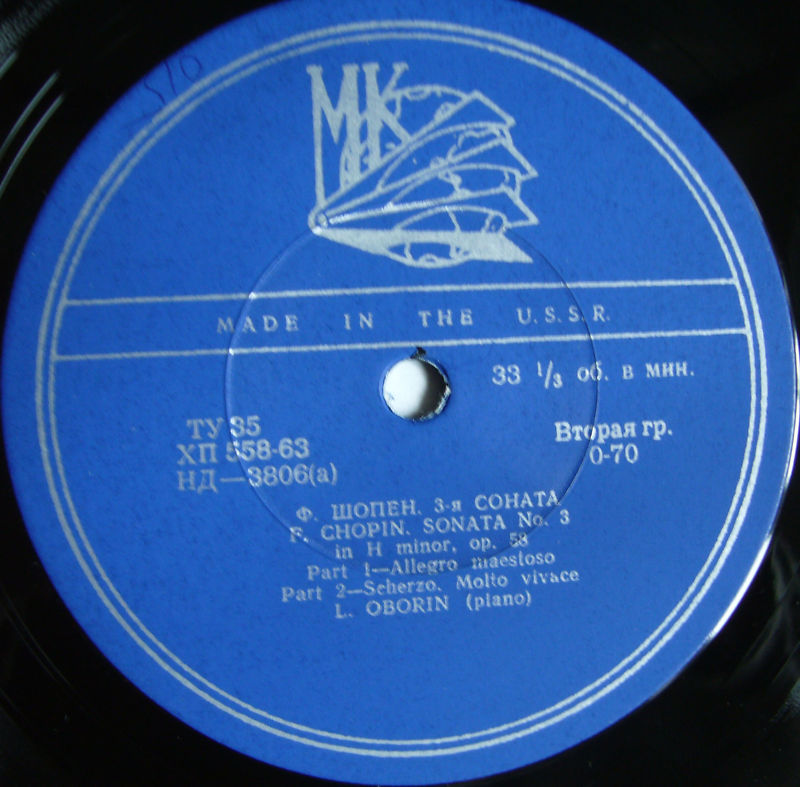 МК
MADE IN THE U.S.S.R.
33 1/3 об. в мин.
ТУ 35
ХП 558-63
НД—3806(а)
Вторая гр.
0-70
Ф. ШОПЕН. 3-я СОНАТА
F. CHOPIN. SONATA No. 3
in H minor, op. 58
Part 1—Allegro maestoso
Part 2—Scherzo. Molto vivace
L. OBORIN (piano)